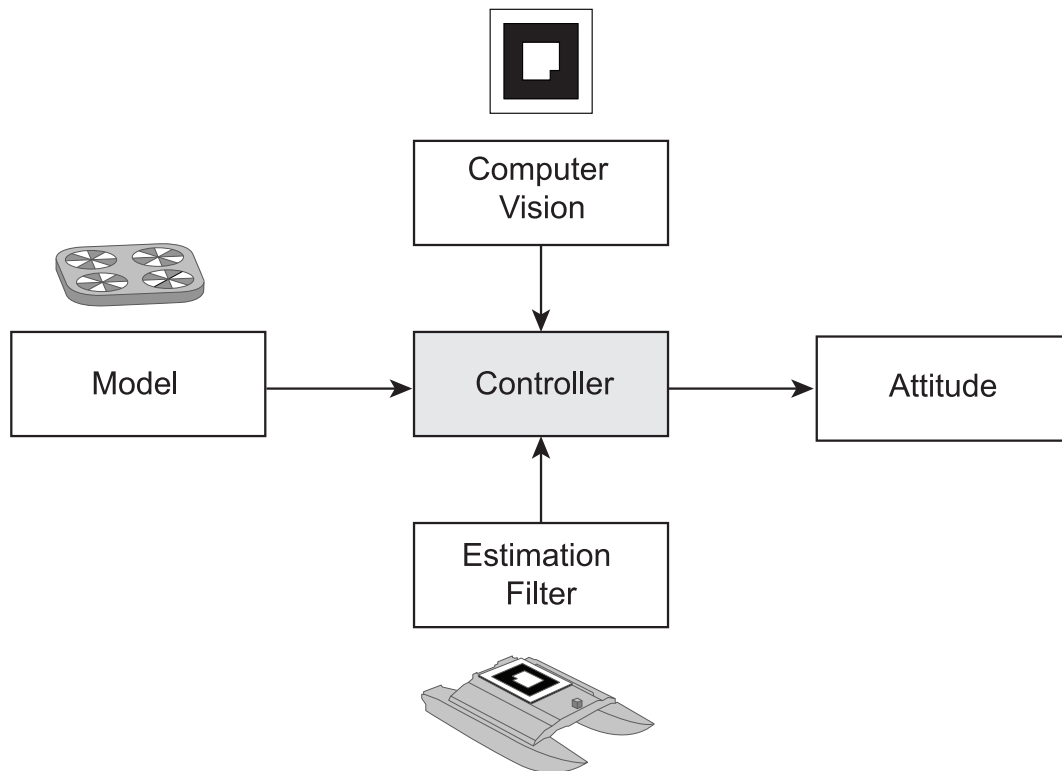 Computer
Vision
Model
Controller
Attitude
Estimation
Filter